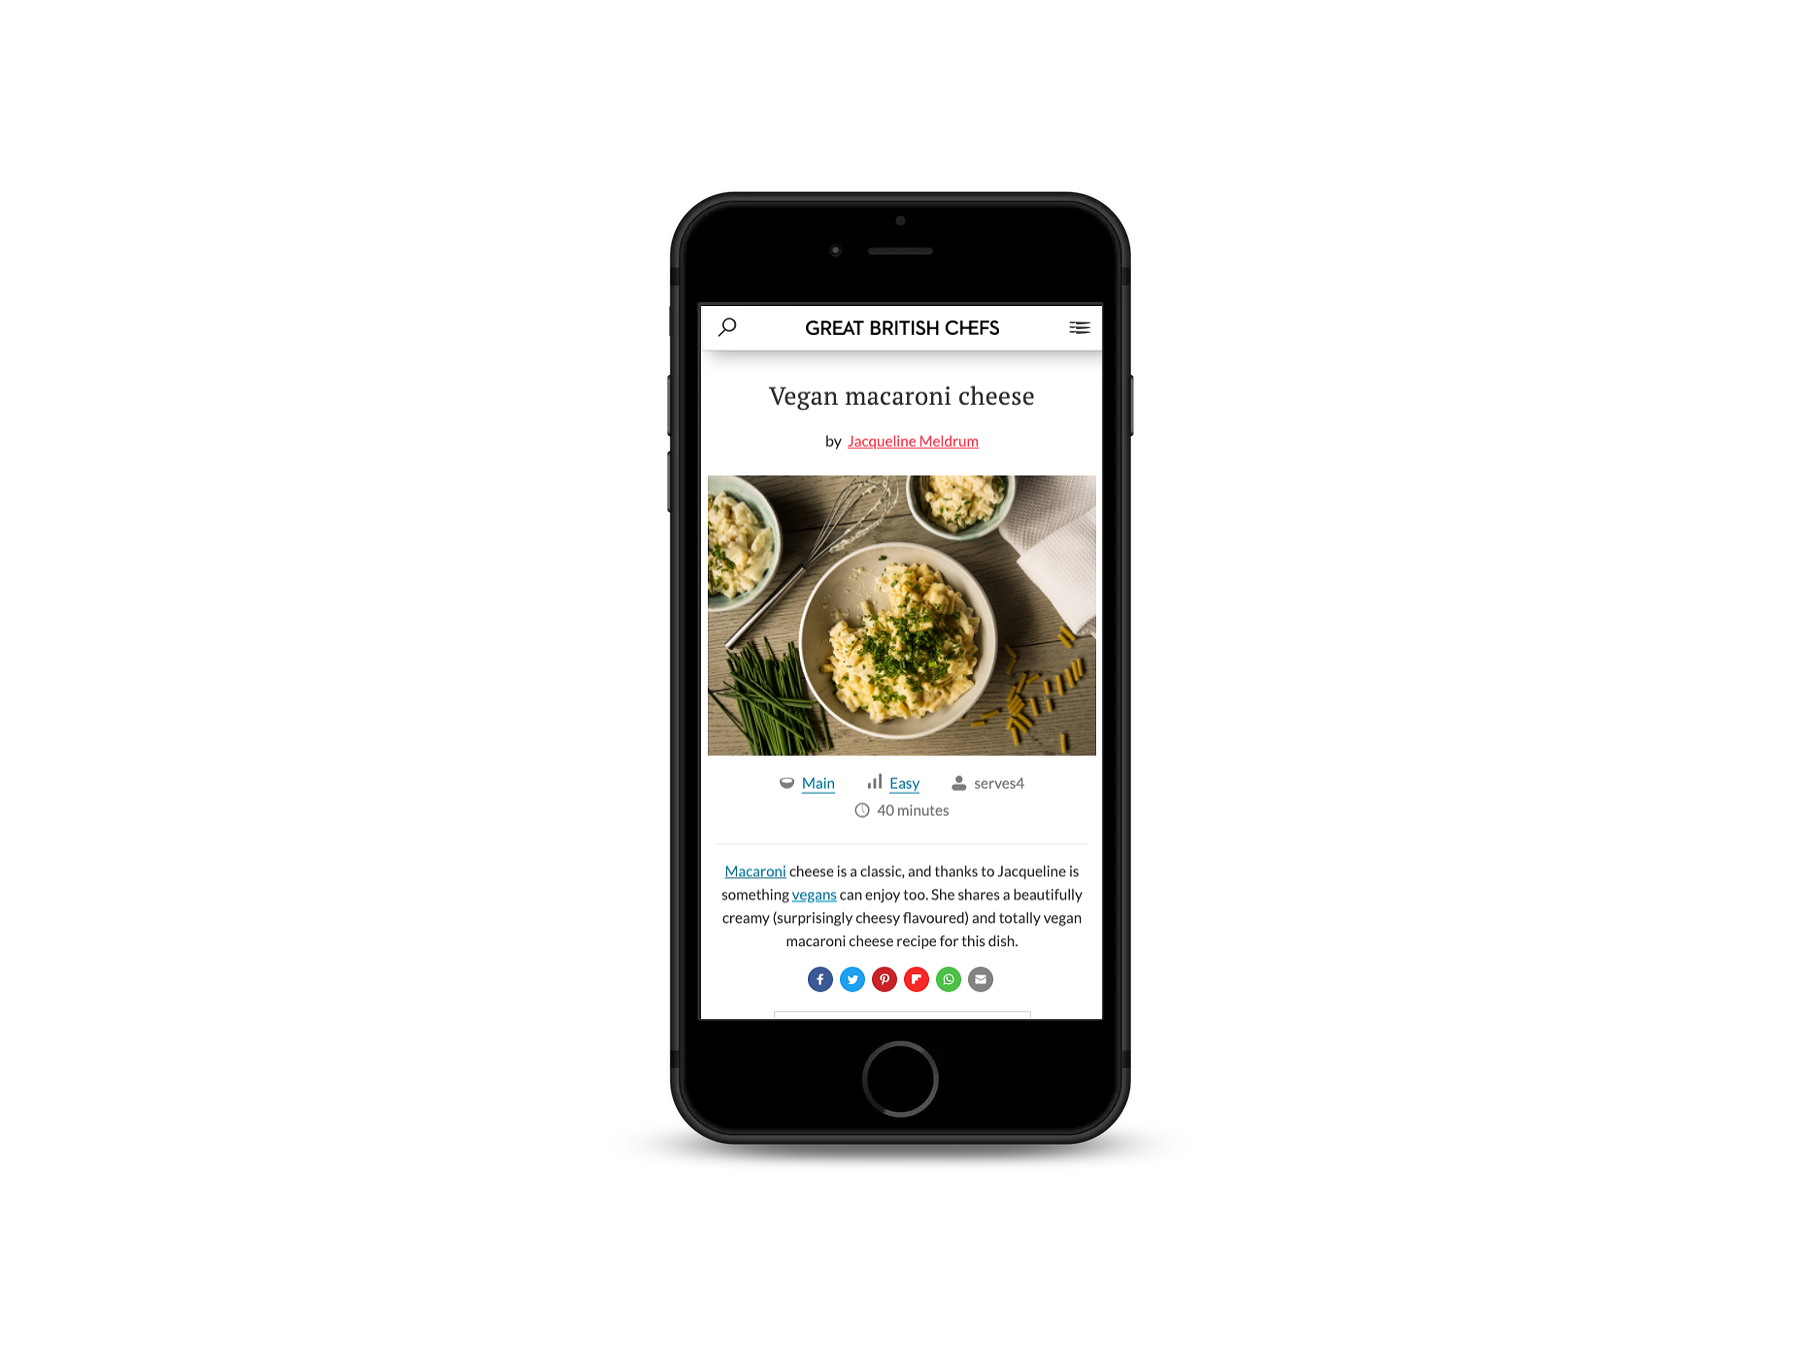 GREAT BRITISH CHEFS
Vegan macaroni cheese
by Jacqueline Meldrum
Main Easy serves4
40 minutes
Macaroni cheese is a classic, and thanks to Jacqueline is
something vegans can enjoy too. She shares a beautifully
creamy (surprisingly cheesy flavoured) and totally vegan
macaroni cheese recipe for this dish.